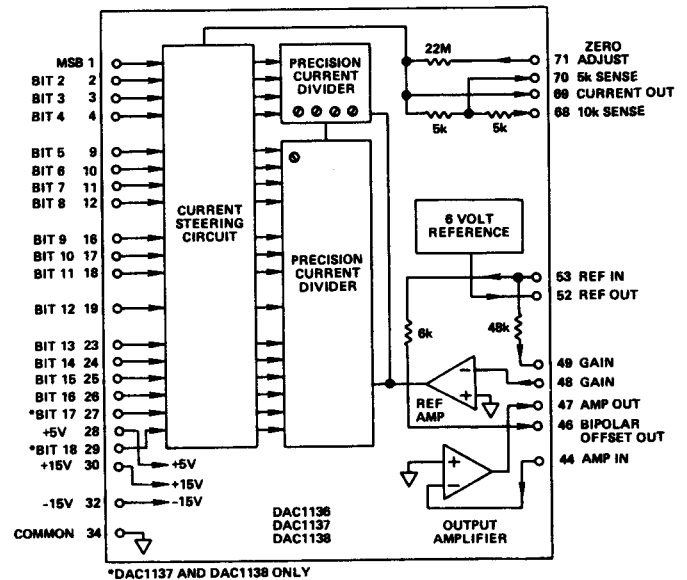 MSB 1
BIT 2 2
BIT 3 3
BIT 4 4
BIT 5 9
BIT 6 10
BIT 7 11
BIT 8 12
BIT 9 16
BIT 10 17
BIT 11 18
BIT 12 19
BIT 13 23
BIT 14 24
BIT 15 25
BIT 16 26
*BIT 17 27
+5V 28
*BIT 18 29
+15V 30
-15V 32
COMMON 34
+5V
+15V
-15V
CURRENT
STEERING
CIRCUIT
PRECISION
CURRENT
DIVIDER
PRECISION
CURRENT
DIVIDER
22M
5k
5k
6 VOLT
REFERENCE
6k
48k
REF
AMP
-
+
+
-
OUTPUT
AMPLIFIER
DAC1136
DAC1137
DAC1138
ZERO
71 ADJUST
70 5k SENSE
69 CURRENT OUT
68 10k SENSE
53 REF IN
52 REF OUT
49 GAIN
48 GAIN
47 AMP OUT
46 BIPOLAR
OFFSET OUT
44 AMP IN
*DAC1137 AND DAC1138 ONLY